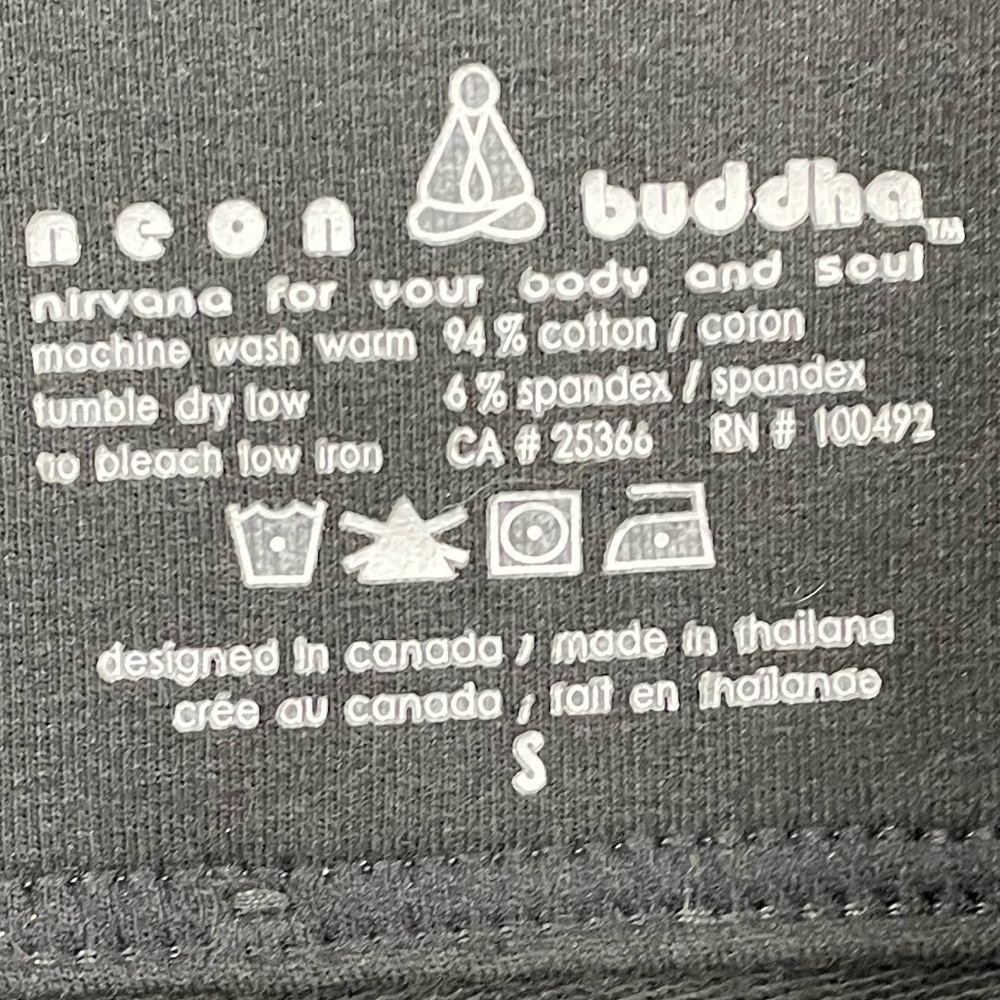 neon buddha™
nirvana for your body and soul
machine wash warm 94% cotton / coton
tumble dry low 6% spandex / spandex
no bleach low iron CA # 25366 RN # 100492
designed in canada / made in thailand
crée au canada / fait en thaïlande
S